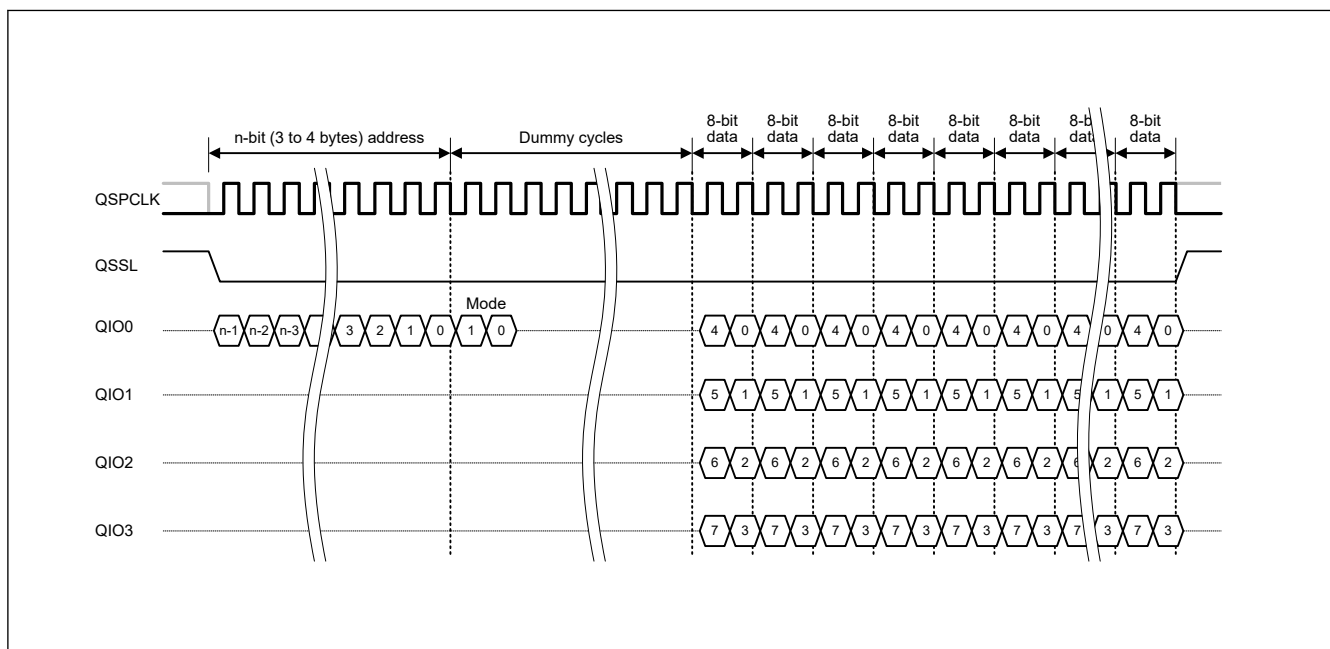 8-bit 8-bit 8-bit 8-bit 8-bit 8-bit 8-bit 8-bit
n-bit (3 to 4 bytes) address Dummy cycles data data data data data data data data
QSPCLK
QSSL
Mode
QIO0 n-1 n-2 n-3 3 2 1 0 1 0 4 0 4 0 4 0 4 0 4 0 4 0 4 0 4 0
QIO1 5 1 5 1 5 1 5 1 5 1 5 1 5 1 5 1
QIO2 6 2 6 2 6 2 6 2 6 2 6 2 6 2 6 2
QIO3 7 3 7 3 7 3 7 3 7 3 7 3 7 3 7 3